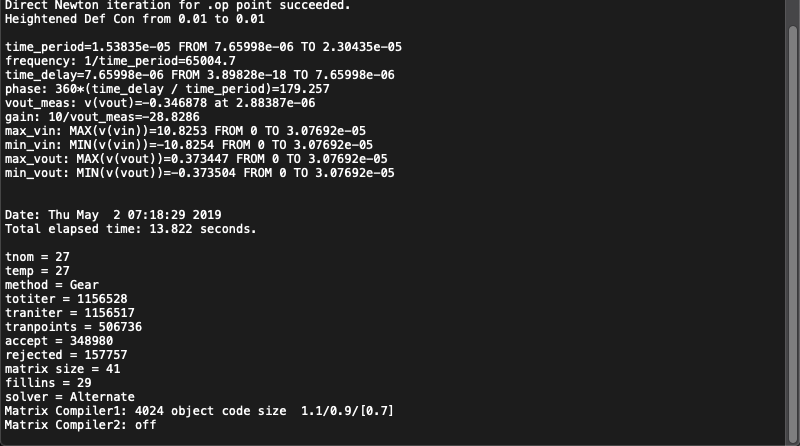 Direct Newton iteration for .op point succeeded.
Heightened Def Con from 0.01 to 0.01
time_period=1.53835e-05 FROM 7.65998e-06 TO 2.30435e-05
frequency: 1/time_period=65004.7
time_delay=7.65998e-06 FROM 3.89828e-18 TO 7.65998e-06
phase: 360*(time_delay / time_period)=179.257
vout_meas: v(vout)=-0.346878 at 2.88387e-06
gain: 10/vout_meas=-28.8286
max_vin: MAX(v(vin))=10.8253 FROM 0 TO 3.07692e-05
min_vin: MIN(v(vin))=-10.8254 FROM 0 TO 3.07692e-05
max_vout: MAX(v(vout))=0.373447 FROM 0 TO 3.07692e-05
min_vout: MIN(v(vout))=-0.373504 FROM 0 TO 3.07692e-05
Date: Thu May  2 07:18:29 2019
Total elapsed time: 13.822 seconds.
tnom = 27
temp = 27
method = Gear
totiter = 1156528
traniter = 1156517
tranpoints = 506736
accept = 348980
rejected = 157757
matrix size = 41
fillins = 29
solver = Alternate
Matrix Compiler1: 4024 object code size  1.1/0.9/[0.7]
Matrix Compiler2: off